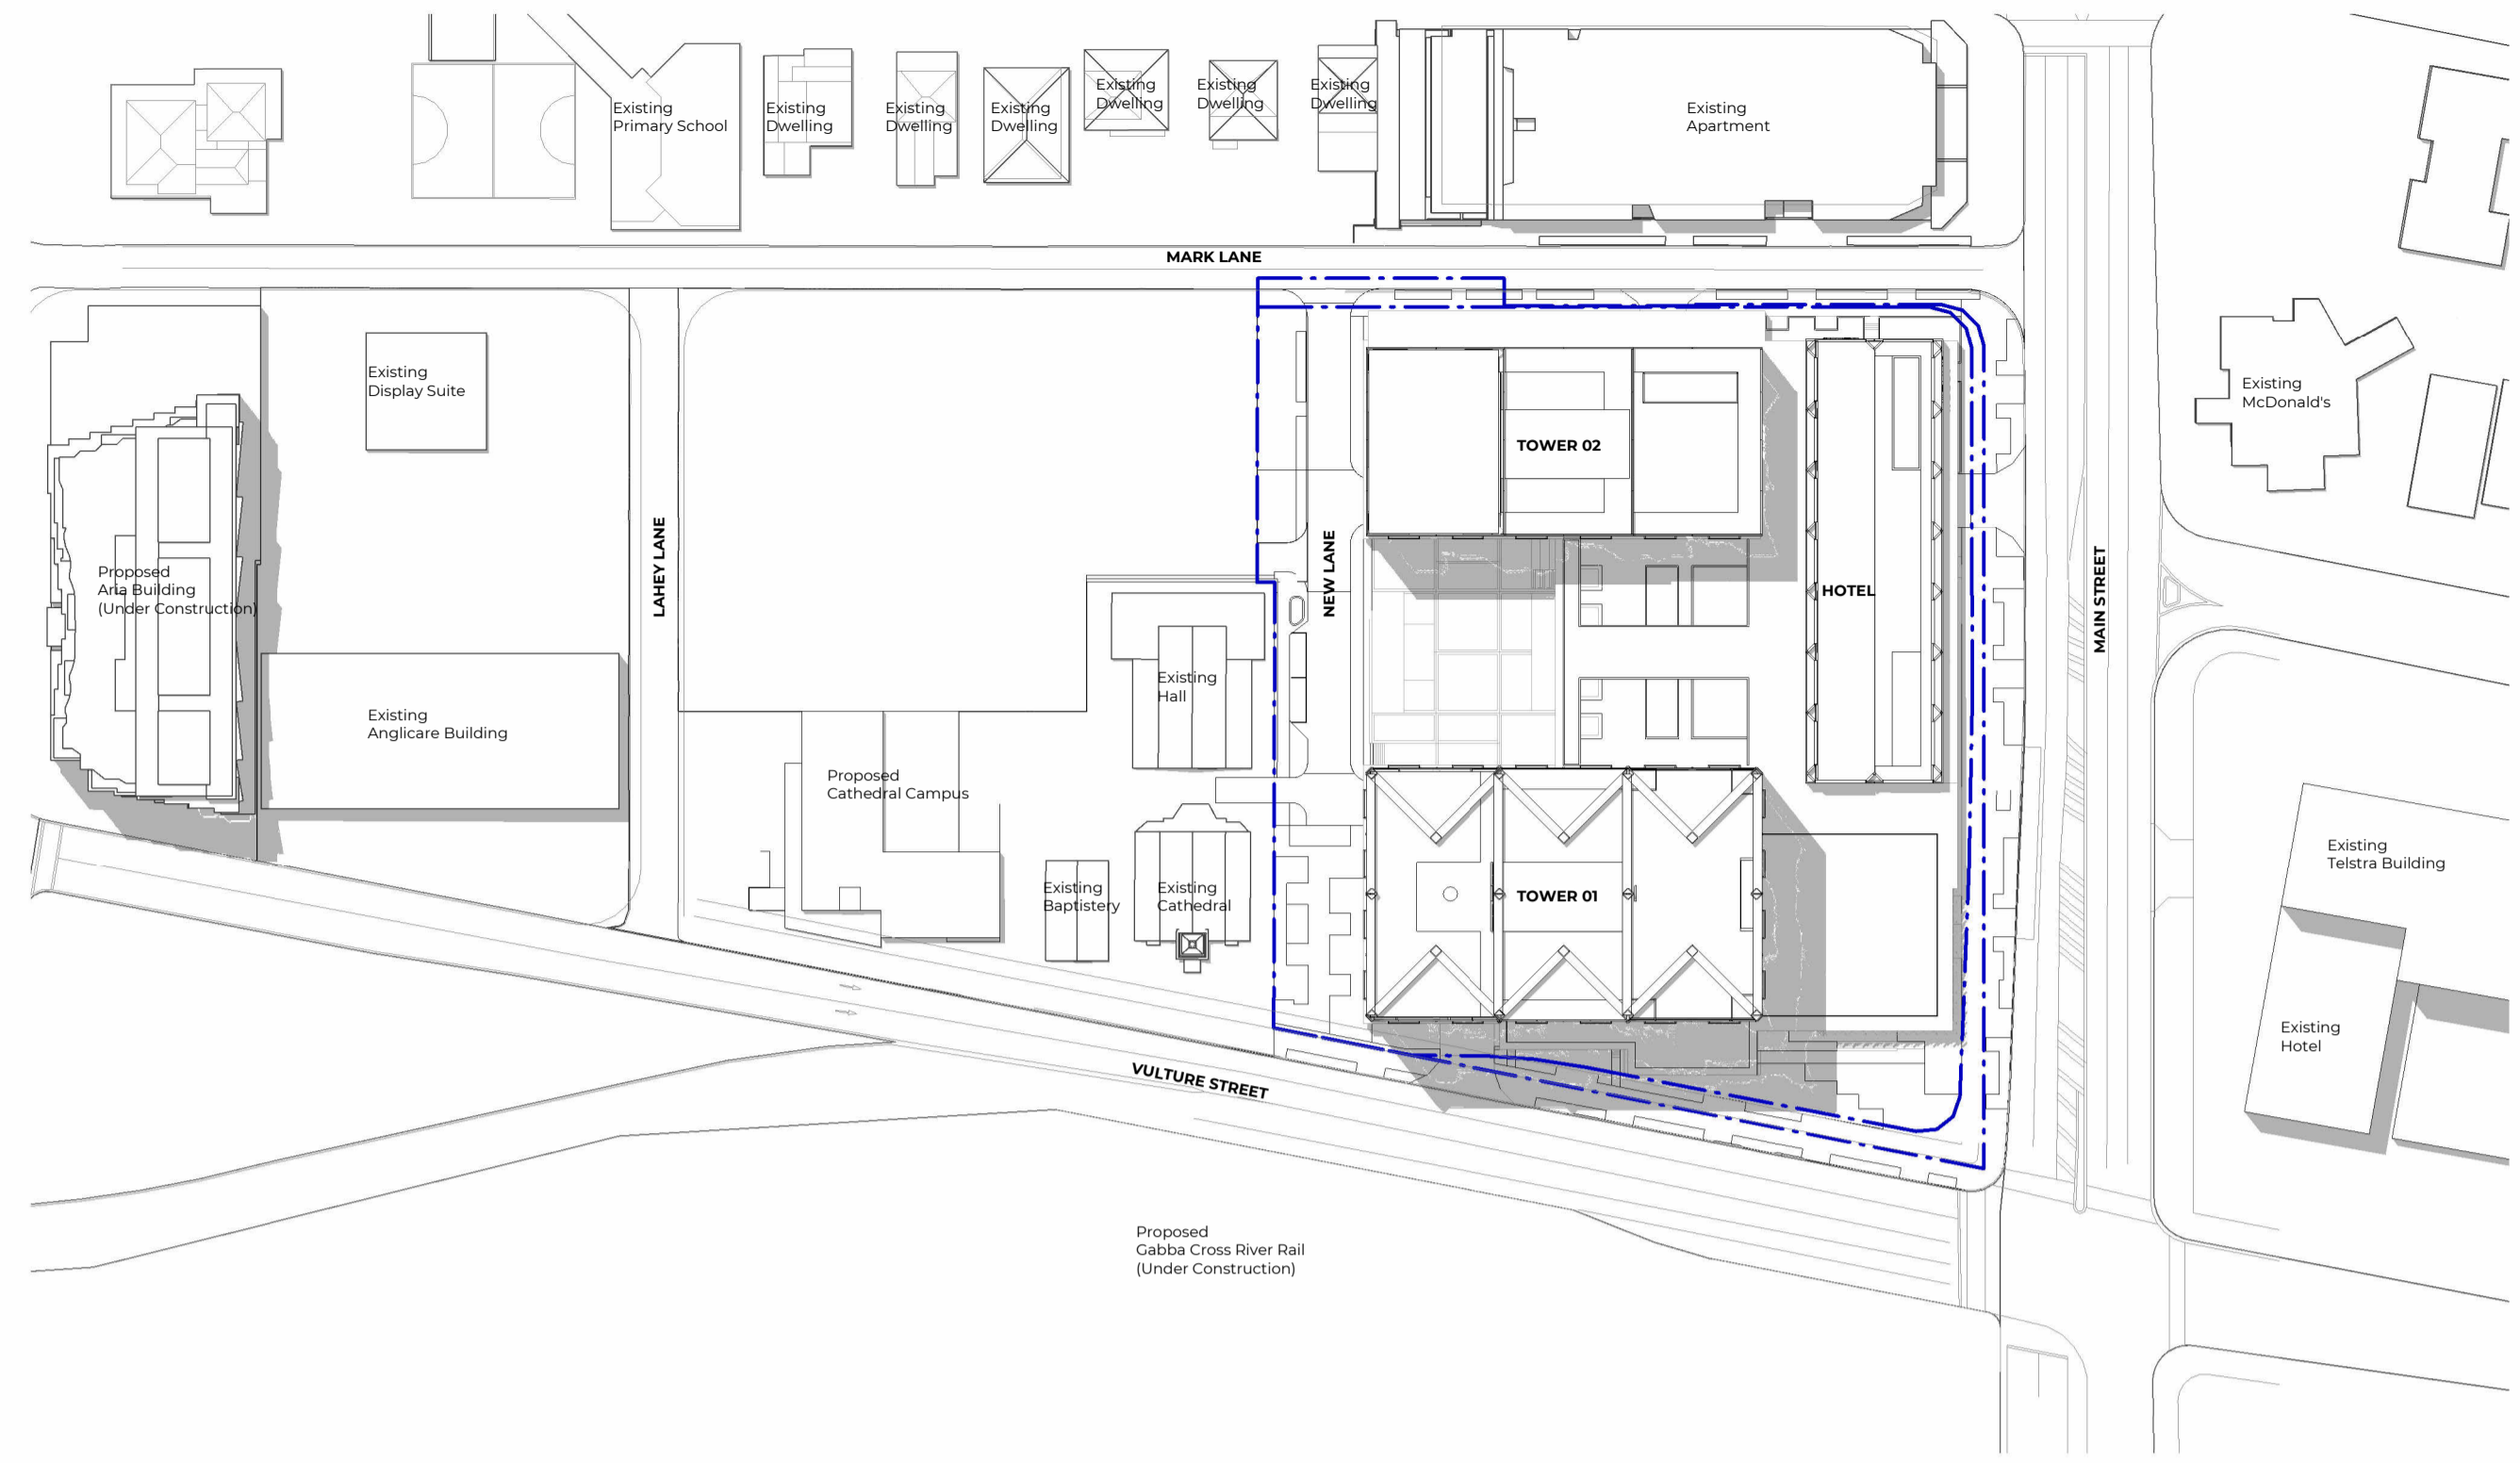 Existing
Primary School
Existing
Dwelling
Existing
Dwelling
Existing
Dwelling
Existing
Dwelling
Existing
Dwelling
Existing
Dwelling
Existing
Apartment
MARK LANE
Existing
Display Suite
Existing
McDonald's
TOWER 02
LAHEY LANE
NEW LANE
HOTEL
MAIN STREET
Proposed
Aria Building
(Under Construction)
Existing
Hall
Existing
Anglicare Building
Proposed
Cathedral Campus
Existing
Baptistery
Existing
Cathedral
TOWER 01
Existing
Telstra Building
Existing
Hotel
VULTURE STREET
Proposed
Gabba Cross River Rail
(Under Construction)